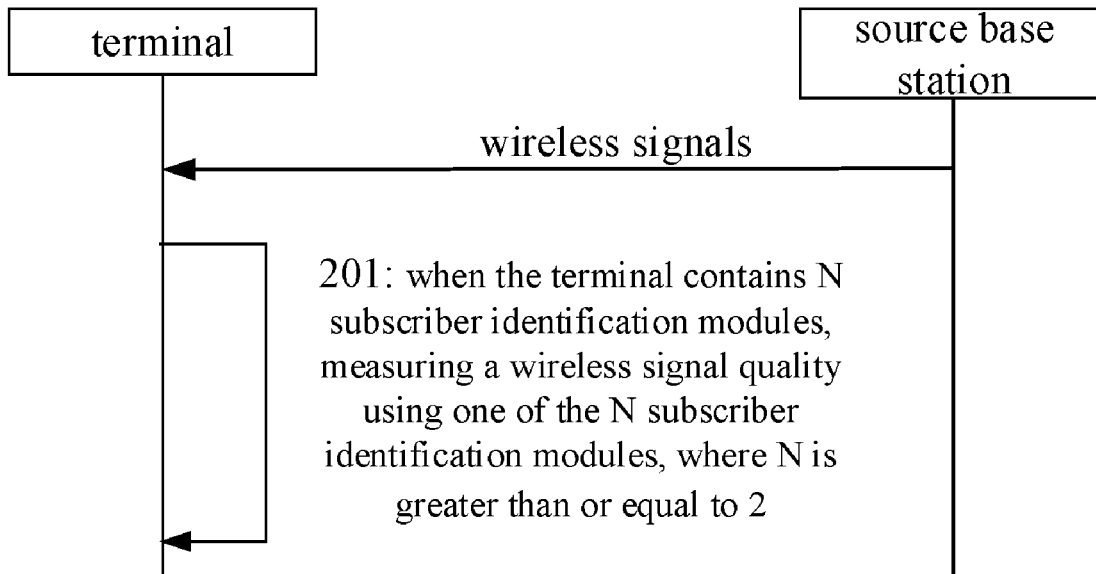 terminal
source base
station
wireless signals
201: when the terminal contains N
subscriber identification modules,
measuring a wireless signal quality
using one of the N subscriber
identification modules, where N is
greater than or equal to 2